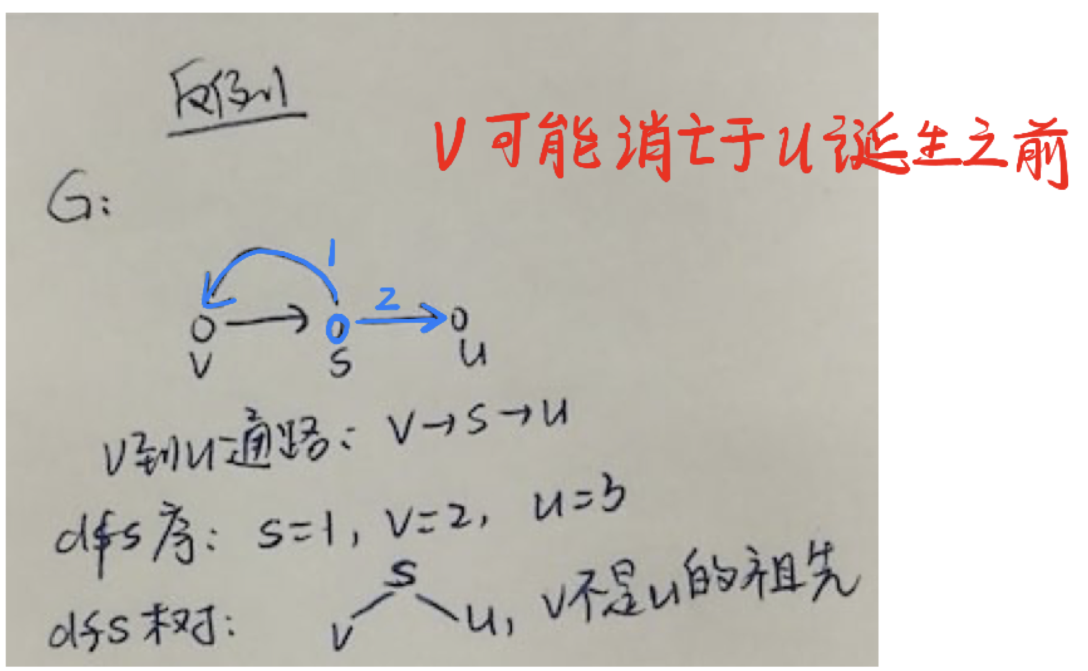 反例
V可能消亡于u诞生之前
G:
1
2
V
S
u
V到u通路: V→S→u
dfs序: S=1, V=2, u=3
dfs树:
S
V
u, V不是u的祖先